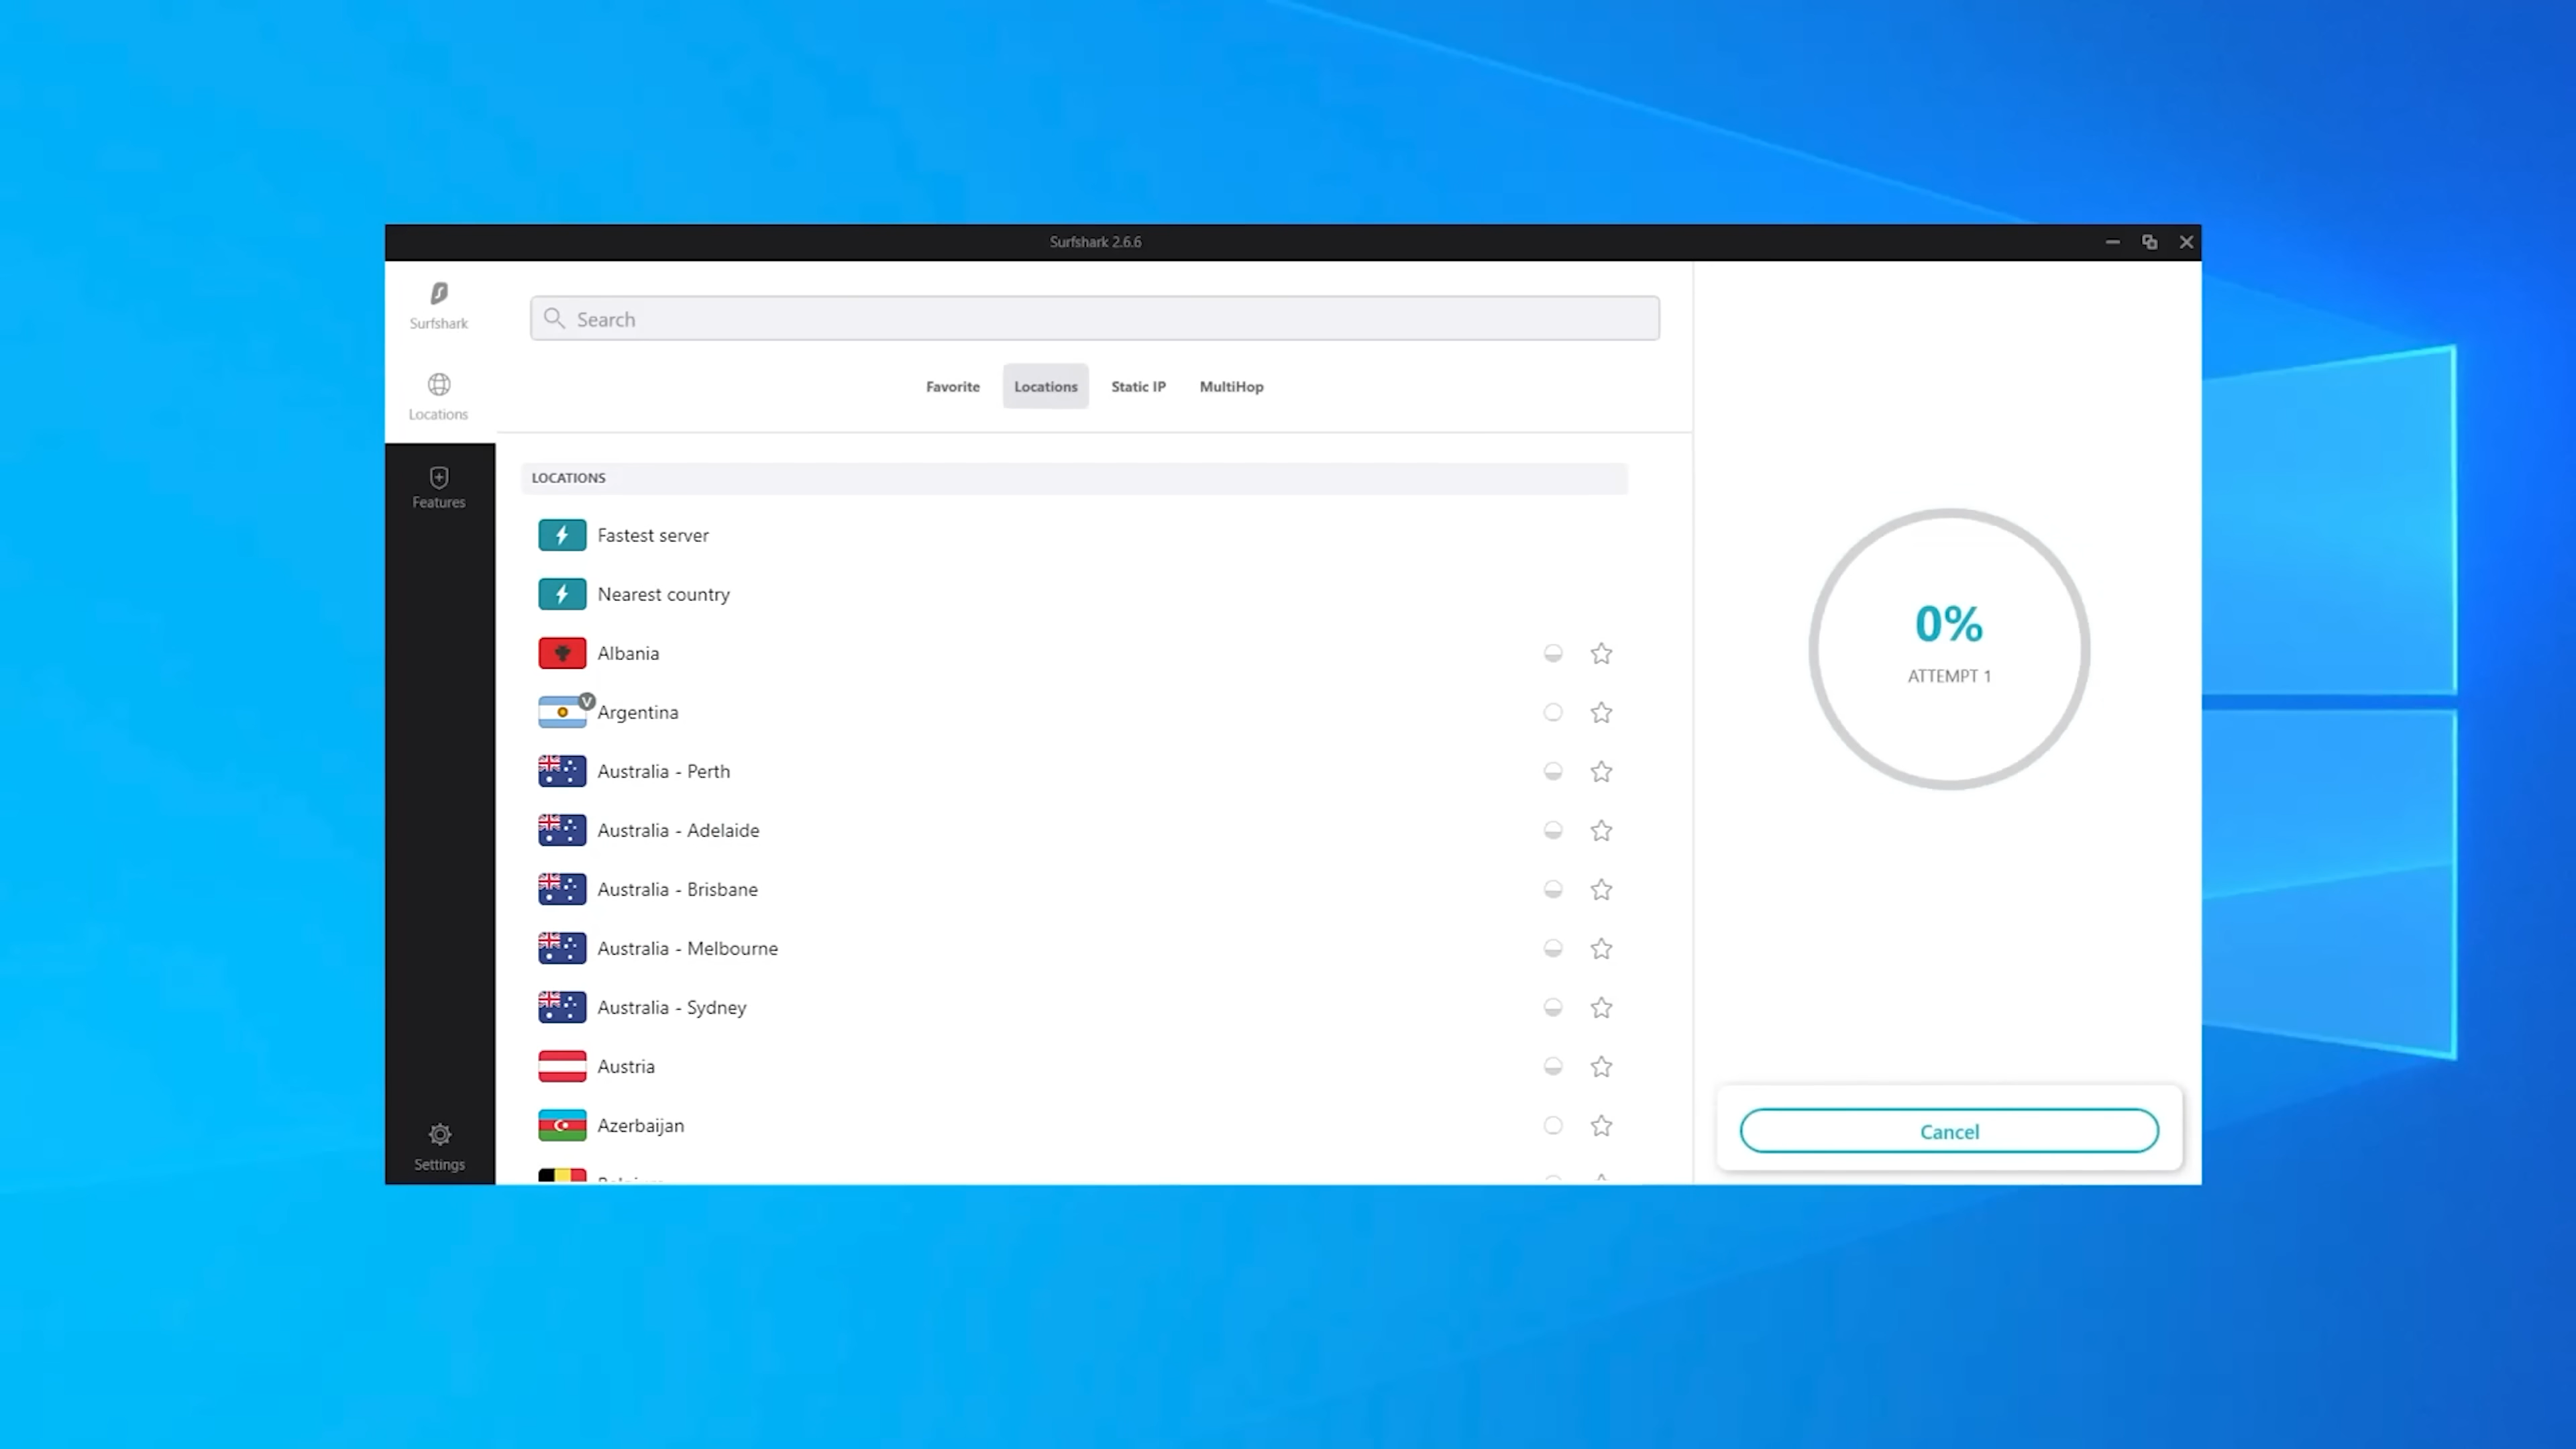 Surfshark 2.6.6
Surfshark
Search
Locations
Favorite Locations Static IP MultiHop
Features
LOCATIONS
Fastest server
Nearest country
Albania
V
Argentina
Australia - Perth
Australia - Adelaide
Australia - Brisbane
Australia - Melbourne
Australia - Sydney
Austria
Azerbaijan
Settings
0%
ATTEMPT 1
Cancel